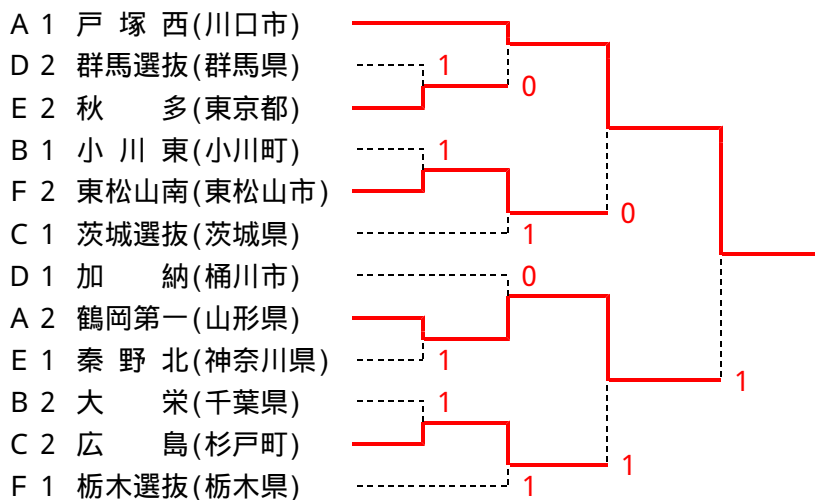 A 1 戸 塚 西(川口市)
D 2 群馬選抜(群馬県) 1
0
E 2 秋 多(東京都)
B 1 小 川 東(小川町) 1
F 2 東松山南(東松山市)
0
C 1 茨城選抜(茨城県) 1
D 1 加 納(桶川市) 0
A 2 鶴岡第一(山形県)
E 1 秦 野 北(神奈川県) 1
1
B 2 大 栄(千葉県) 1
C 2 広 島(杉戸町)
1
F 1 栃木選抜(栃木県) 1